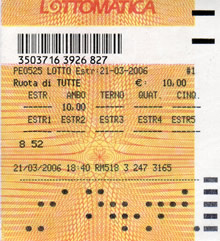 LOTTOMATICA
3503716 3926 827
PE0525 LOTTO Estr:21-03-2006 #1
Ruota di TUTTE €: 10,00
ESTR AMBO TERNO QUAT. CINQ.
10,00
ESTR1 ESTR2 ESTR3 ESTR4 ESTR5
8 52
21/03/2006 18 40 RM518 3 247 3165